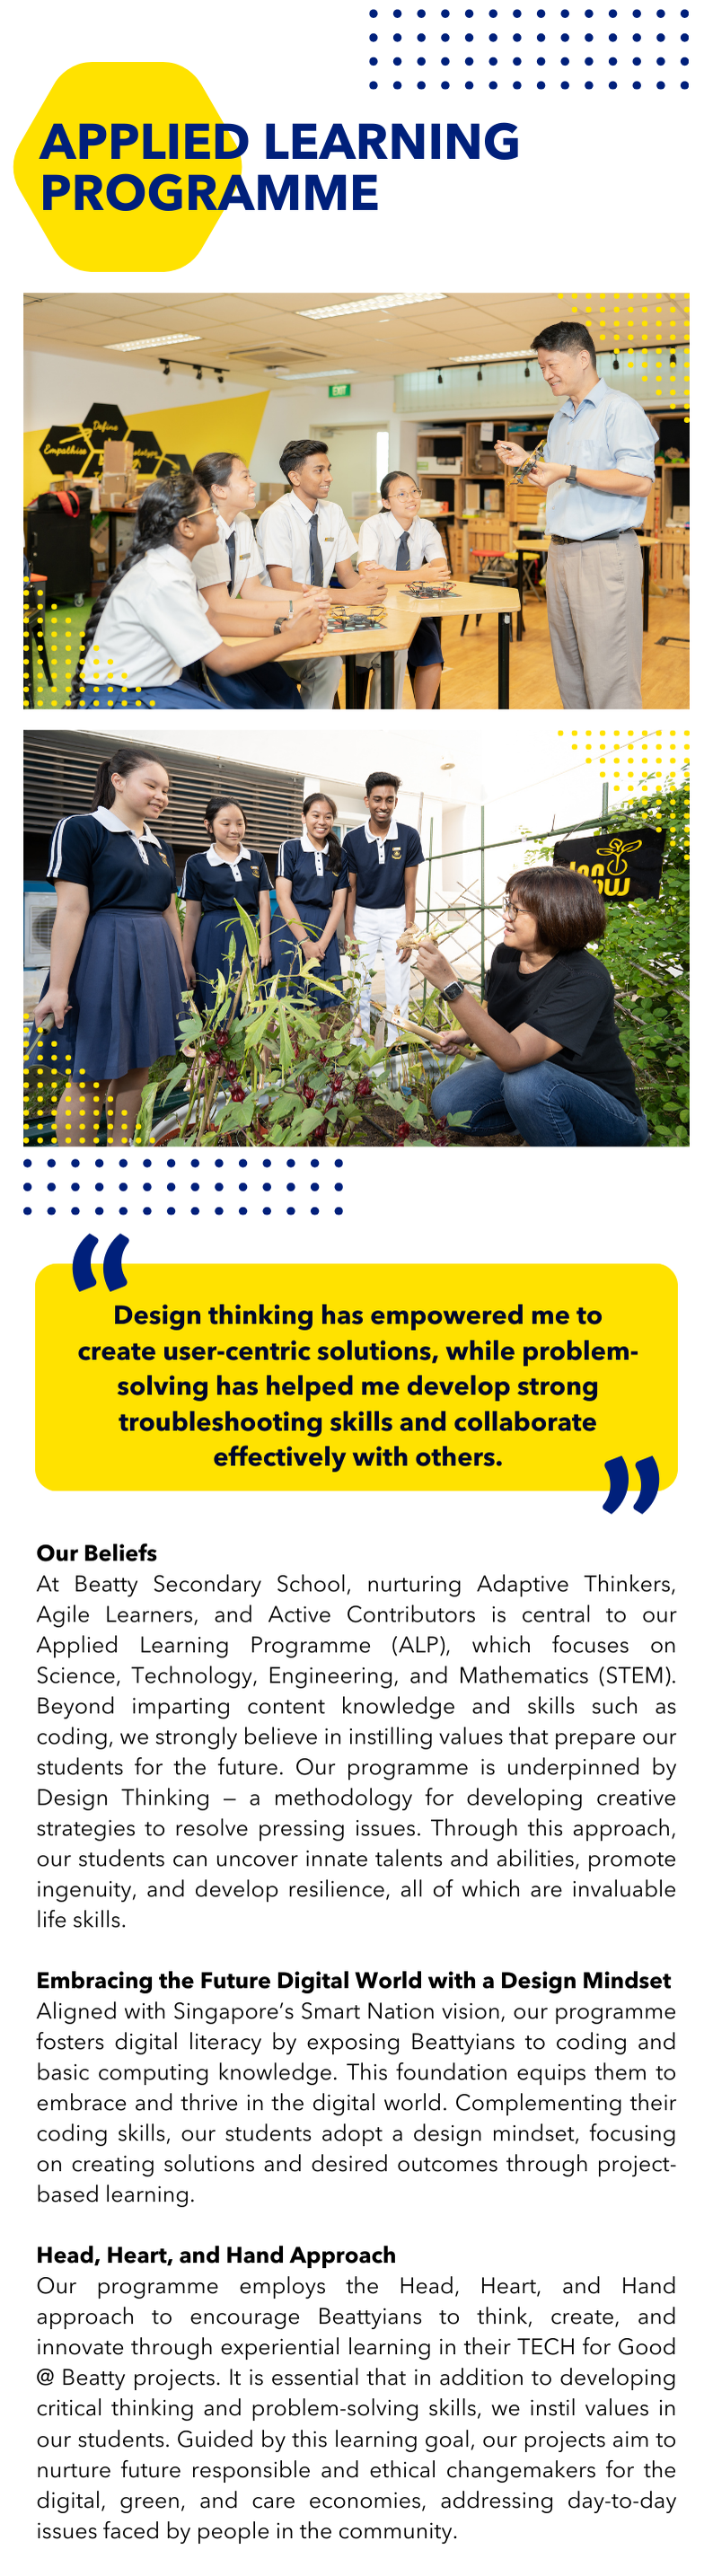 APPLIED LEARNING
PROGRAMME
Define
Empathise
“
Design thinking has empowered me to
create user-centric solutions, while problem-
solving has helped me develop strong
troubleshooting skills and collaborate
effectively with others.
”
Our Beliefs
At Beatty Secondary School, nurturing Adaptive Thinkers,
Agile Learners, and Active Contributors is central to our
Applied Learning Programme (ALP), which focuses on
Science, Technology, Engineering, and Mathematics (STEM).
Beyond imparting content knowledge and skills such as
coding, we strongly believe in instilling values that prepare our
students for the future. Our programme is underpinned by
Design Thinking – a methodology for developing creative
strategies to resolve pressing issues. Through this approach,
our students can uncover innate talents and abilities, promote
ingenuity, and develop resilience, all of which are invaluable
life skills.
Embracing the Future Digital World with a Design Mindset
Aligned with Singapore’s Smart Nation vision, our programme
fosters digital literacy by exposing Beattyians to coding and
basic computing knowledge. This foundation equips them to
embrace and thrive in the digital world. Complementing their
coding skills, our students adopt a design mindset, focusing
on creating solutions and desired outcomes through project-
based learning.
Head, Heart, and Hand Approach
Our programme employs the Head, Heart, and Hand
approach to encourage Beattyians to think, create, and
innovate through experiential learning in their TECH for Good
@ Beatty projects. It is essential that in addition to developing
critical thinking and problem-solving skills, we instil values in
our students. Guided by this learning goal, our projects aim to
nurture future responsible and ethical changemakers for the
digital, green, and care economies, addressing day-to-day
issues faced by people in the community.